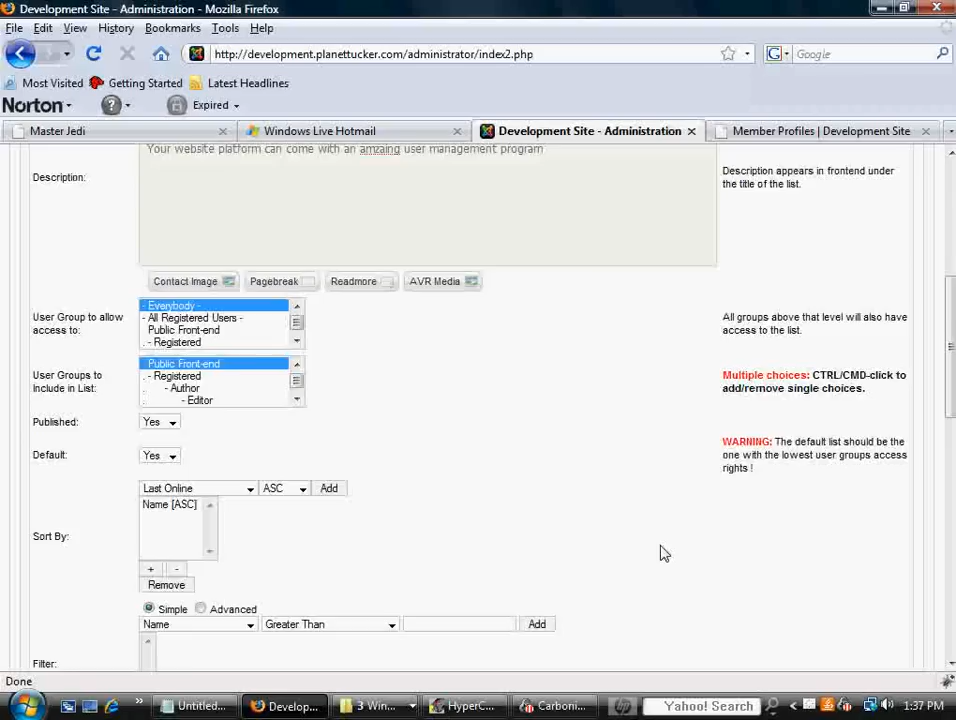 Development Site - Administration - Mozilla Firefox
File Edit View History Bookmarks Tools Help
http://development.planettucker.com/administrator/index2.php
G Google
Most Visited Getting Started Latest Headlines
Norton Expired
Master Jedi Windows Live Hotmail Development Site - Administration Member Profiles | Development Site
Your website platform can come with an amzaing user management program
Description:
Description appears in frontend under
the title of the list.
Contact Image Pagebreak Readmore AVR Media
User Group to allow
access to:
- Everybody -
- All Registered Users -
Public Front-end
- Registered
All groups above that level will also have
access to the list.
User Groups to
Include in List:
Public Front-end
. - Registered
. - Author
. - Editor
Multiple choices: CTRL/CMD-click to
add/remove single choices.
Published: Yes
Default: Yes
WARNING: The default list should be the
one with the lowest user groups access
rights !
Last Online ASC Add
Sort By:
Name [ASC]
+ -
Remove
Simple Advanced
Name Greater Than Add
Filter:
Done
Untitled... Develop... 3 Win... HyperC... Carboni... Yahoo! Search 1:37 PM